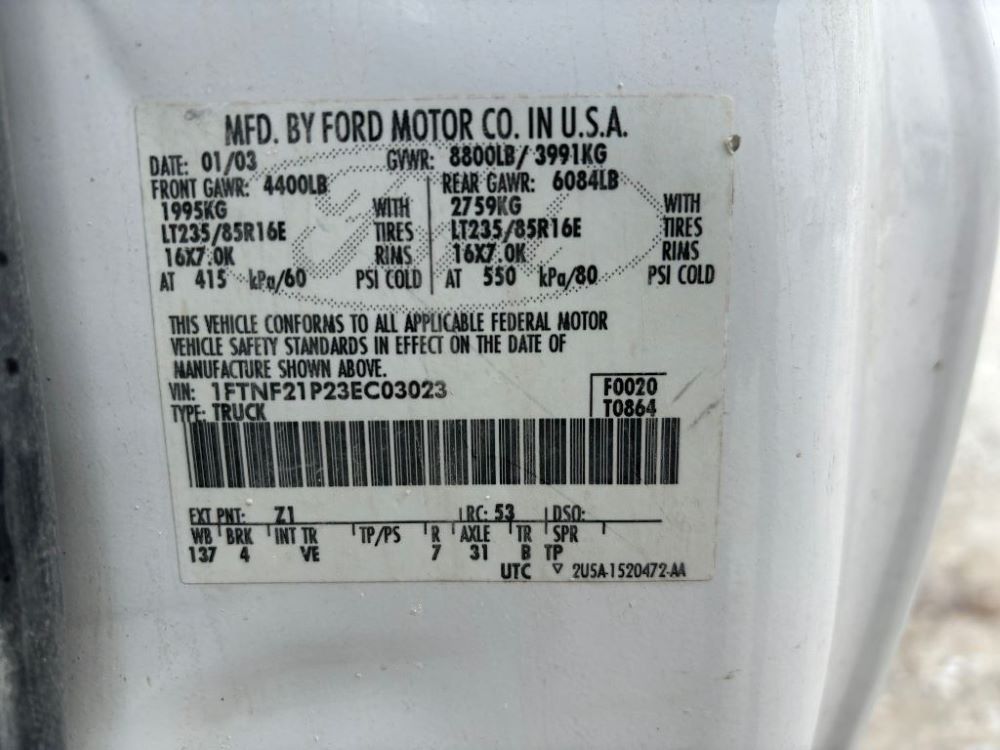 MFD. BY FORD MOTOR CO. IN U.S.A.
DATE: 01/03 GVWR: 8800LB/ 3991KG
FRONT GAWR: 4400LB REAR GAWR: 6084LB
1995KG WITH 2759KG WITH
LT235/85R16E TIRES LT235/85R16E TIRES
16X7.0K RIMS 16X7.0K RIMS
AT 415 kPa/60 PSI COLD AT 550 kPa/80 PSI COLD
THIS VEHICLE CONFORMS TO ALL APPLICABLE FEDERAL MOTOR
VEHICLE SAFETY STANDARDS IN EFFECT ON THE DATE OF
MANUFACTURE SHOWN ABOVE.
VIN: 1FTNF21P23EC03023 F0020
TYPE: TRUCK T0864
EXT PNT: Z1 RC: 53 DSO:
WB BRK INT TR TP/PS R AXLE TR SPR
137 4 VE 7 31 B TP
UTC ▽ 2U5A-1520472-AA